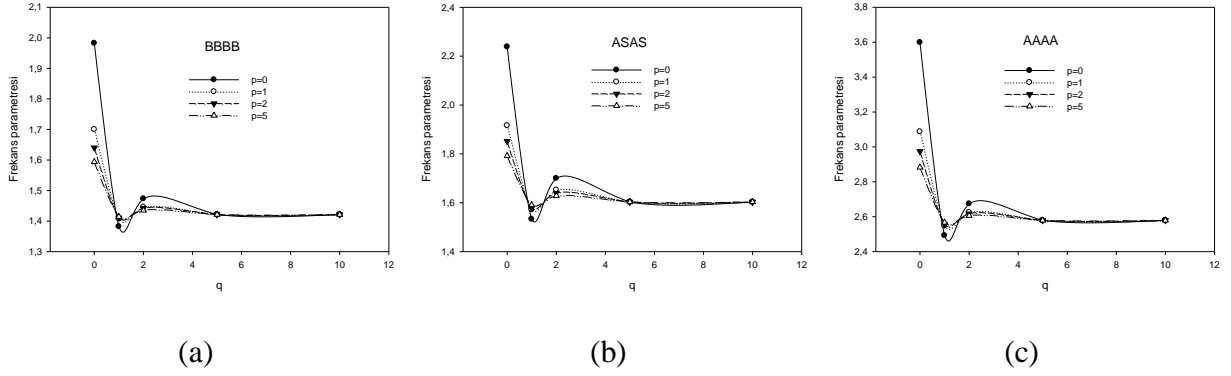 BBBB
p=0
p=1
p=2
p=5
Frekans parametresi
2,1
2,0
1,9
1,8
1,7
1,6
1,5
1,4
1,3
0 2 4 6 8 10 12
q
(a)
ASAS
p=0
p=1
p=2
p=5
Frekans parametresi
2,4
2,2
2,0
1,8
1,6
1,4
0 2 4 6 8 10 12
q
(b)
AAAA
p=0
p=1
p=2
p=5
Frekans parametresi
3,8
3,6
3,4
3,2
3,0
2,8
2,6
2,4
0 2 4 6 8 10 12
q
(c)